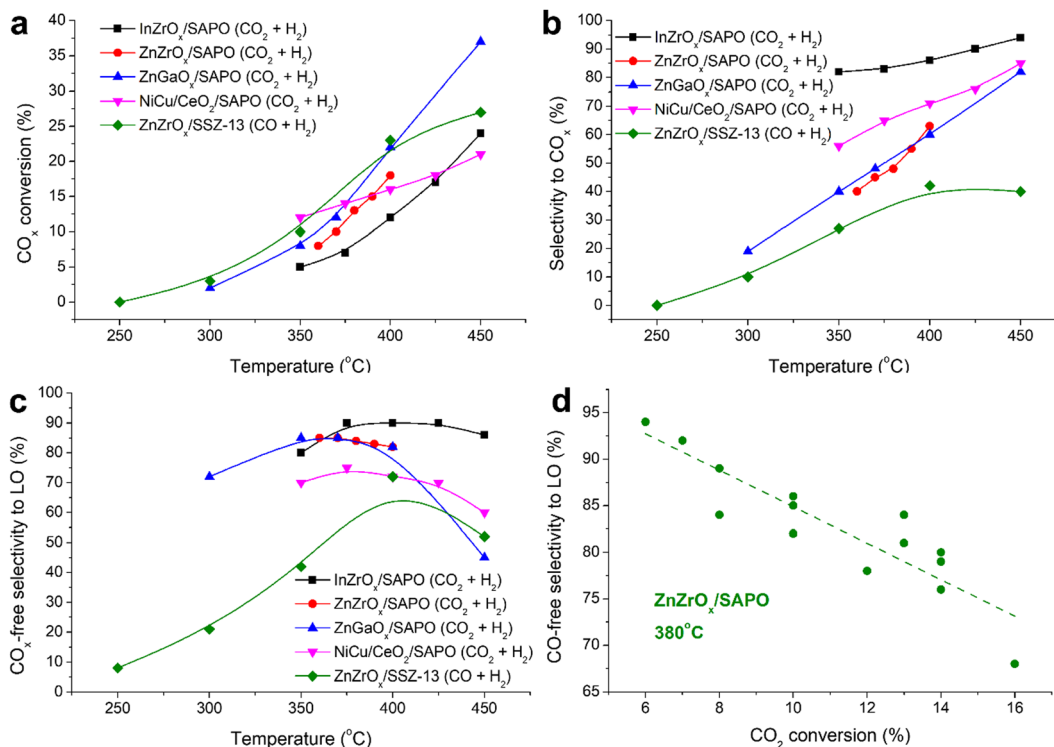 a
InZrOₓ/SAPO (CO₂ + H₂)
ZnZrOₓ/SAPO (CO₂ + H₂)
ZnGaOₓ/SAPO (CO₂ + H₂)
NiCu/CeO₂/SAPO (CO₂ + H₂)
ZnZrOₓ/SSZ-13 (CO + H₂)
40
35
30
25
20
15
10
5
0
COₓ conversion (%)
250 300 350 400 450
Temperature (°C)
b
InZrOₓ/SAPO (CO₂ + H₂)
ZnZrOₓ/SAPO (CO₂ + H₂)
ZnGaOₓ/SAPO (CO₂ + H₂)
NiCu/CeO₂/SAPO (CO₂ + H₂)
ZnZrOₓ/SSZ-13 (CO + H₂)
100
90
80
70
60
50
40
30
20
10
0
Selectivity to COₓ (%)
250 300 350 400 450
Temperature (°C)
c
100
90
80
70
60
50
40
30
20
10
0
COₓ-free selectivity to LO (%)
InZrOₓ/SAPO (CO₂ + H₂)
ZnZrOₓ/SAPO (CO₂ + H₂)
ZnGaOₓ/SAPO (CO₂ + H₂)
NiCu/CeO₂/SAPO (CO₂ + H₂)
ZnZrOₓ/SSZ-13 (CO + H₂)
250 300 350 400 450
Temperature (°C)
d
95
90
85
80
75
70
65
CO-free selectivity to LO (%)
ZnZrOₓ/SAPO
380°C
6 8 10 12 14 16
CO₂ conversion (%)